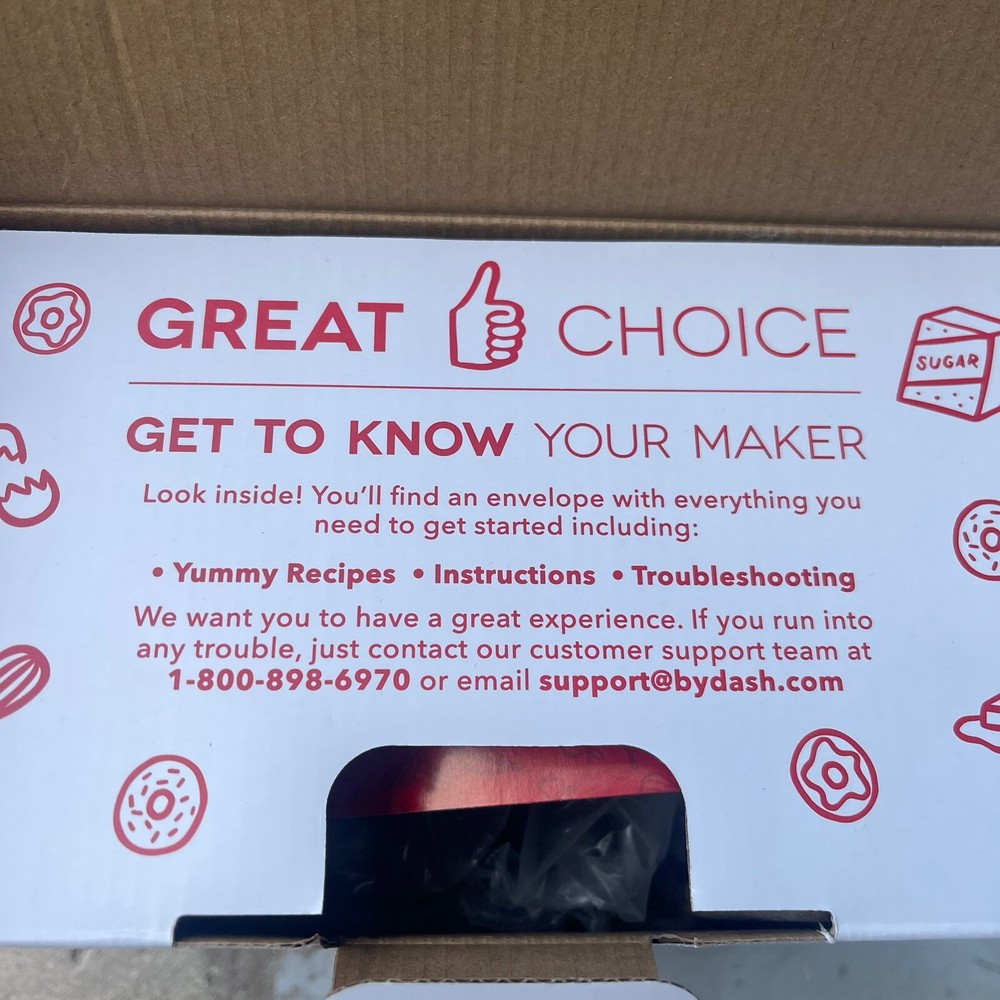 GREAT CHOICE
SUGAR
GET TO KNOW YOUR MAKER
Look inside! You'll find an envelope with everything you
need to get started including:
• Yummy Recipes • Instructions • Troubleshooting
We want you to have a great experience. If you run into
any trouble, just contact our customer support team at
1-800-898-6970 or email support@bydash.com